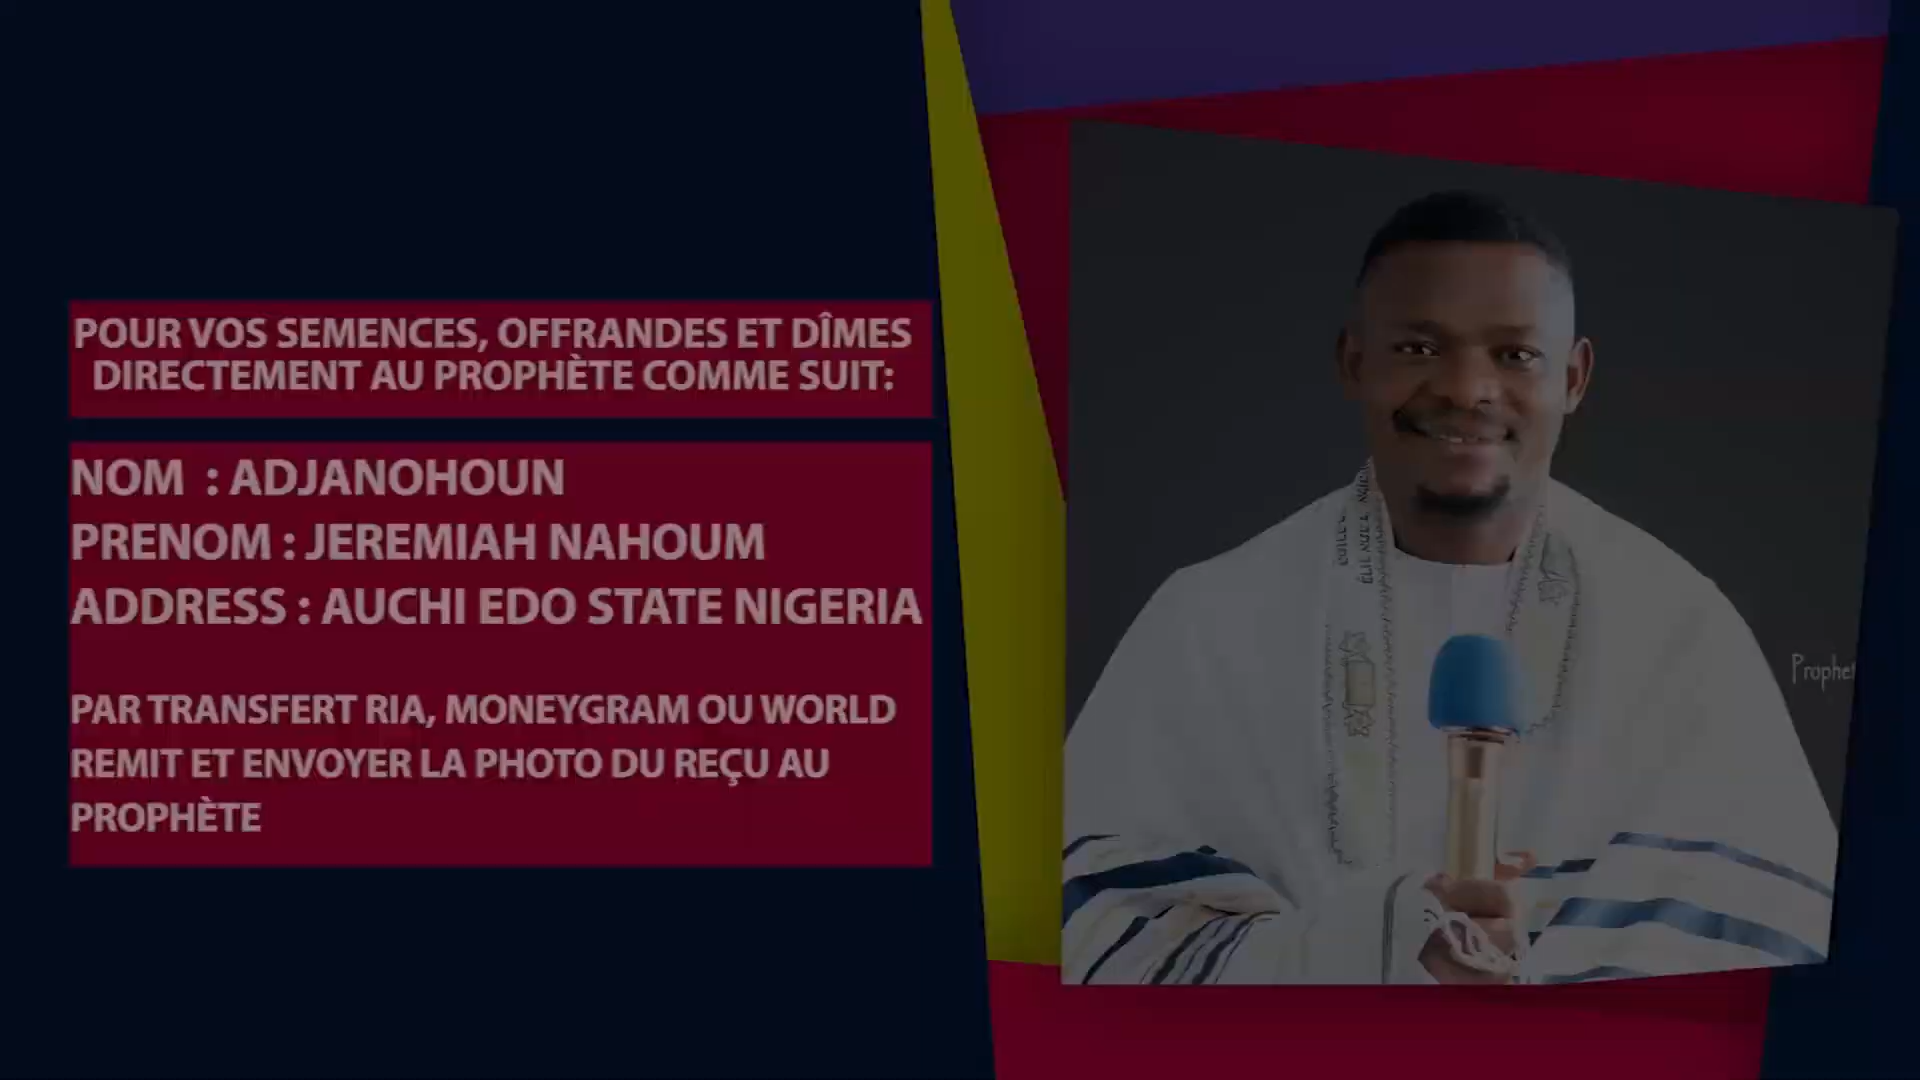 POUR VOS SEMENCES, OFFRANDES ET DÎMES
DIRECTEMENT AU PROPHÈTE COMME SUIT:
NOM : ADJANOHOUN
PRENOM : JEREMIAH NAHOUM
ADDRESS : AUCHI EDO STATE NIGERIA
PAR TRANSFERT RIA, MONEYGRAM OU WORLD
REMIT ET ENVOYER LA PHOTO DU REÇU AU
PROPHÈTE
Prophet